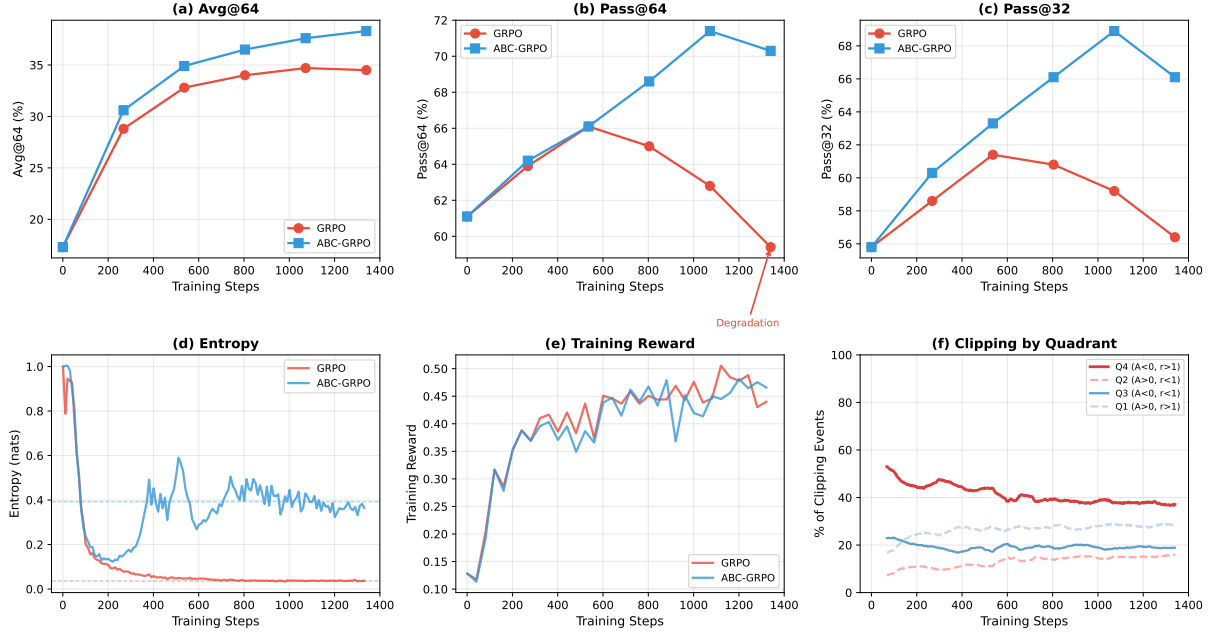 (a) Avg@64
Avg@64 (%)
35
30
25
20
0 200 400 600 800 1000 1200 1400
Training Steps
GRPO
ABC-GRPO
(b) Pass@64
Pass@64 (%)
72
70
68
66
64
62
60
0 200 400 600 800 1000 1200 1400
Training Steps
GRPO
ABC-GRPO
Degradation
(c) Pass@32
Pass@32 (%)
68
66
64
62
60
58
56
0 200 400 600 800 1000 1200 1400
Training Steps
GRPO
ABC-GRPO
(d) Entropy
Entropy (nats)
1.0
0.8
0.6
0.4
0.2
0.0
0 200 400 600 800 1000 1200 1400
Training Steps
GRPO
ABC-GRPO
(e) Training Reward
Training Reward
0.50
0.45
0.40
0.35
0.30
0.25
0.20
0.15
0.10
0 200 400 600 800 1000 1200 1400
Training Steps
GRPO
ABC-GRPO
(f) Clipping by Quadrant
% of Clipping Events
100
80
60
40
20
0
0 200 400 600 800 1000 1200 1400
Training Steps
Q4 (A<0, r>1)
Q2 (A>0, r<1)
Q3 (A<0, r<1)
Q1 (A>0, r>1)